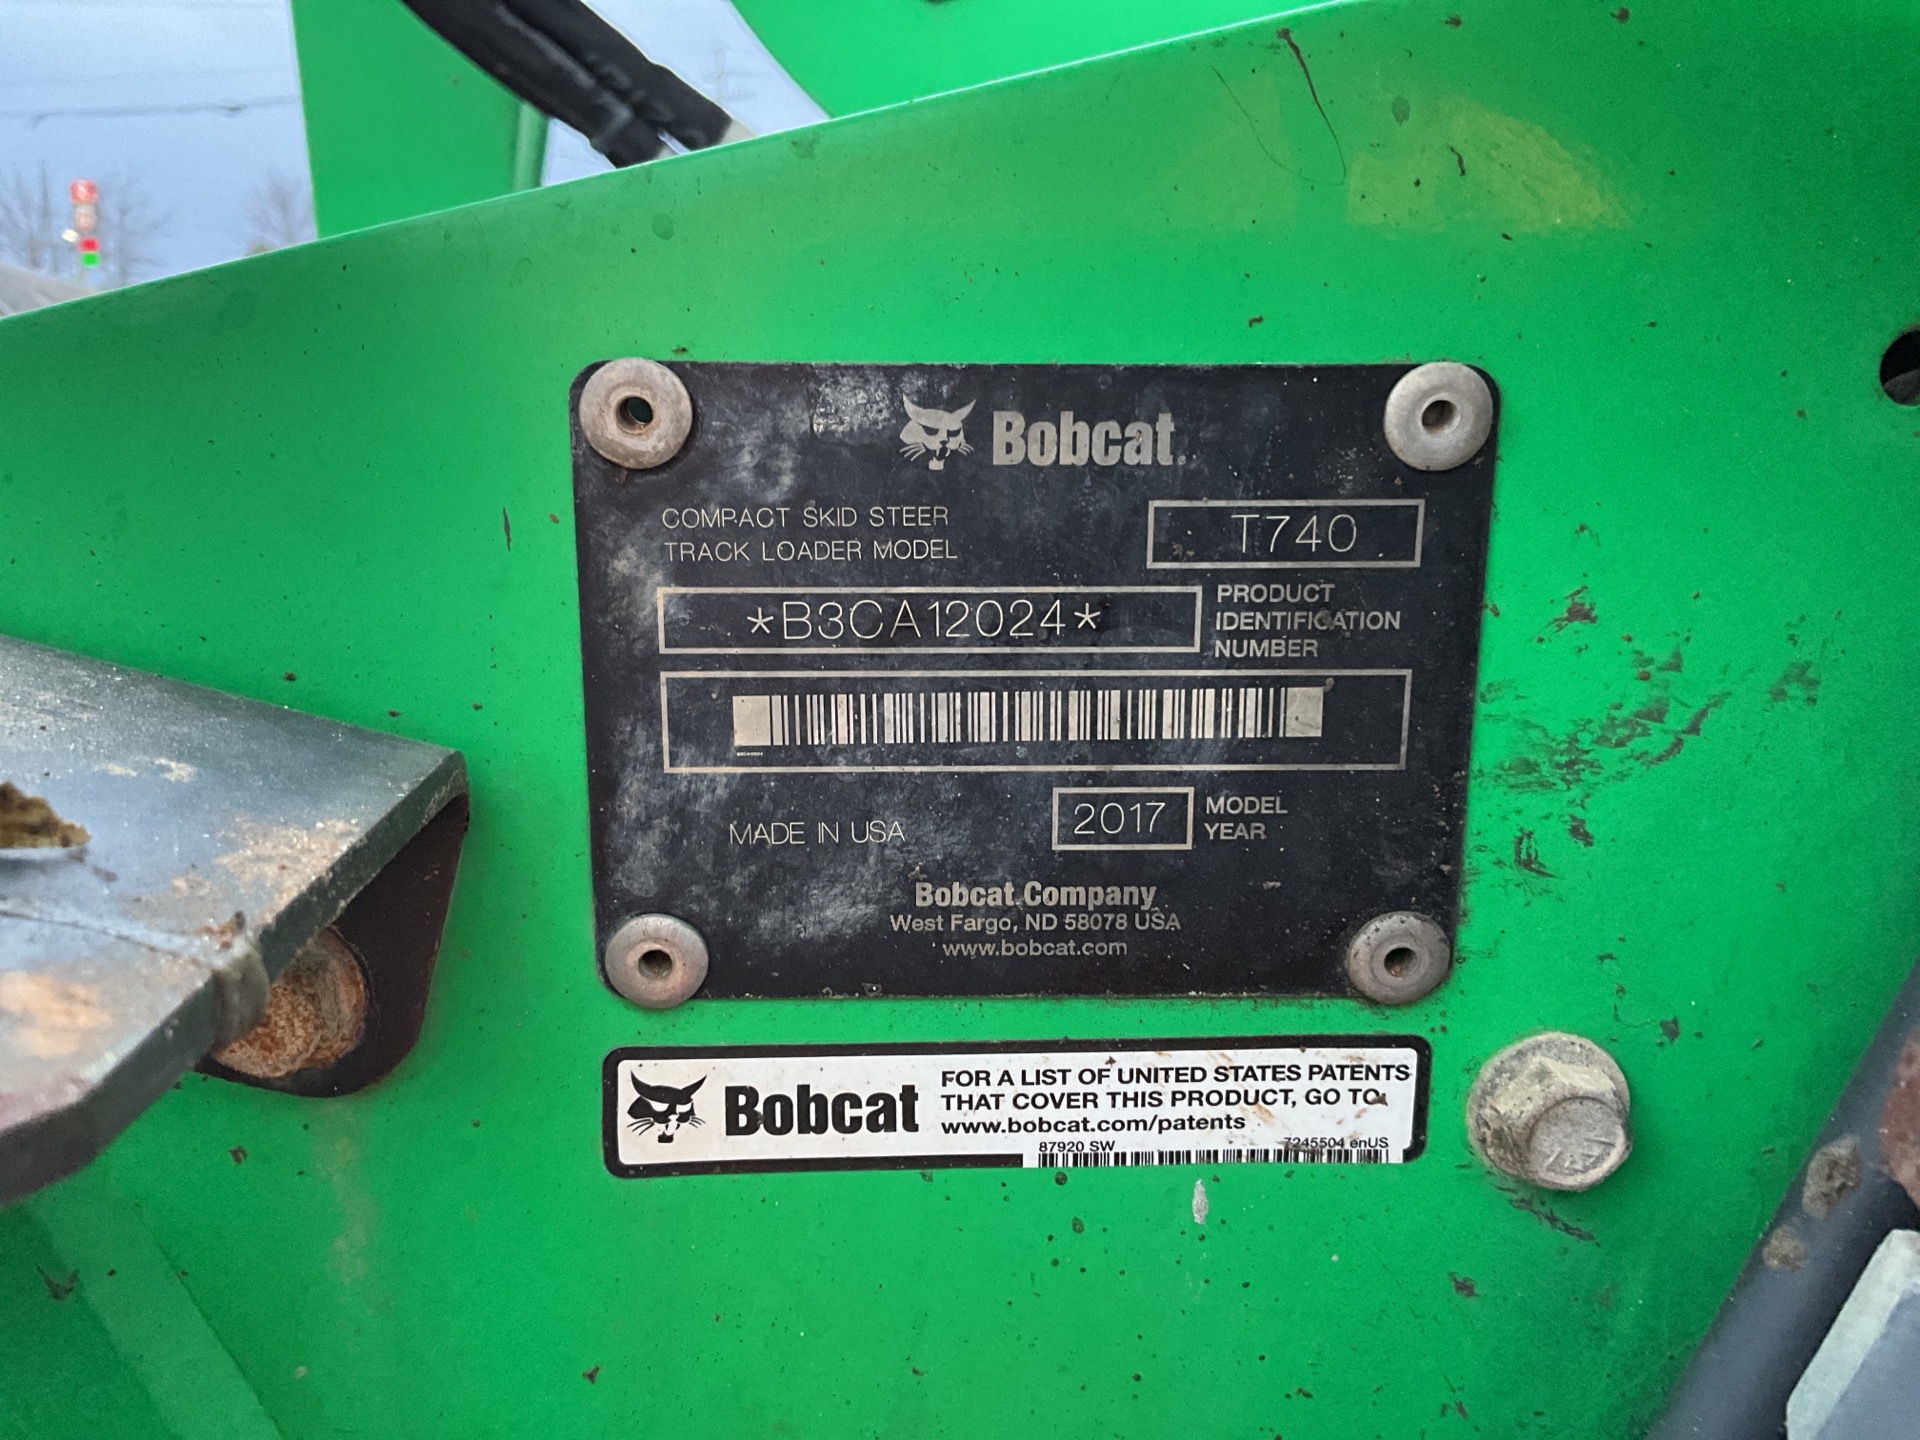 Bobcat
COMPACT SKID STEER
TRACK LOADER MODEL
T740
*B3CA12024*
PRODUCT
IDENTIFICATION
NUMBER
MADE IN USA
2017
MODEL
YEAR
Bobcat Company
West Fargo, ND 58078 USA
www.bobcat.com
Bobcat
FOR A LIST OF UNITED STATES PATENTS
THAT COVER THIS PRODUCT, GO TO
www.bobcat.com/patents
87920 SW
7245504 enUS